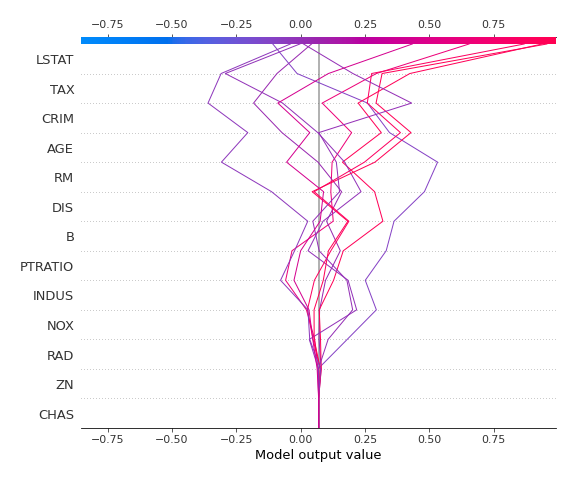 −0.75 −0.50 −0.25 0.00 0.25 0.50 0.75
LSTAT
TAX
CRIM
AGE
RM
DIS
B
PTRATIO
INDUS
NOX
RAD
ZN
CHAS
−0.75 −0.50 −0.25 0.00 0.25 0.50 0.75
Model output value